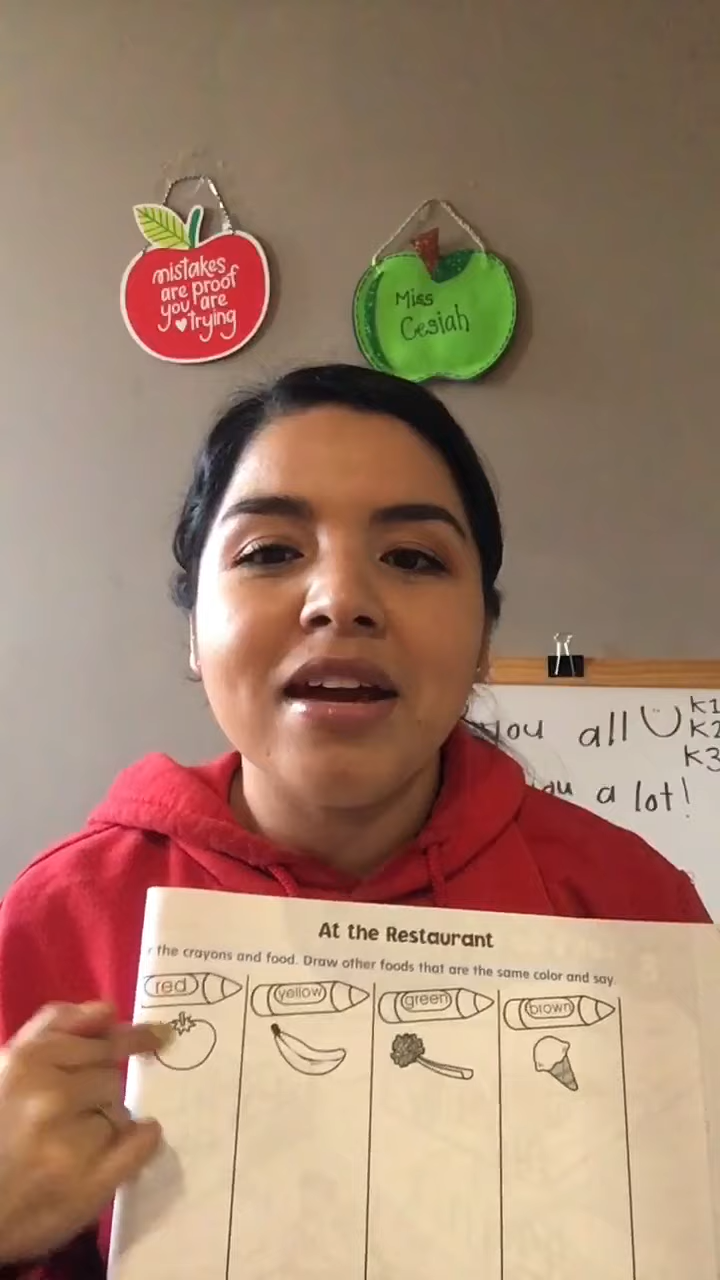 mistakes
are proof
you are
trying
Miss
Cesiah
you all K1
K2
K3
a lot!
At the Restaurant
the crayons and food. Draw other foods that are the same color and say
red yellow green brown